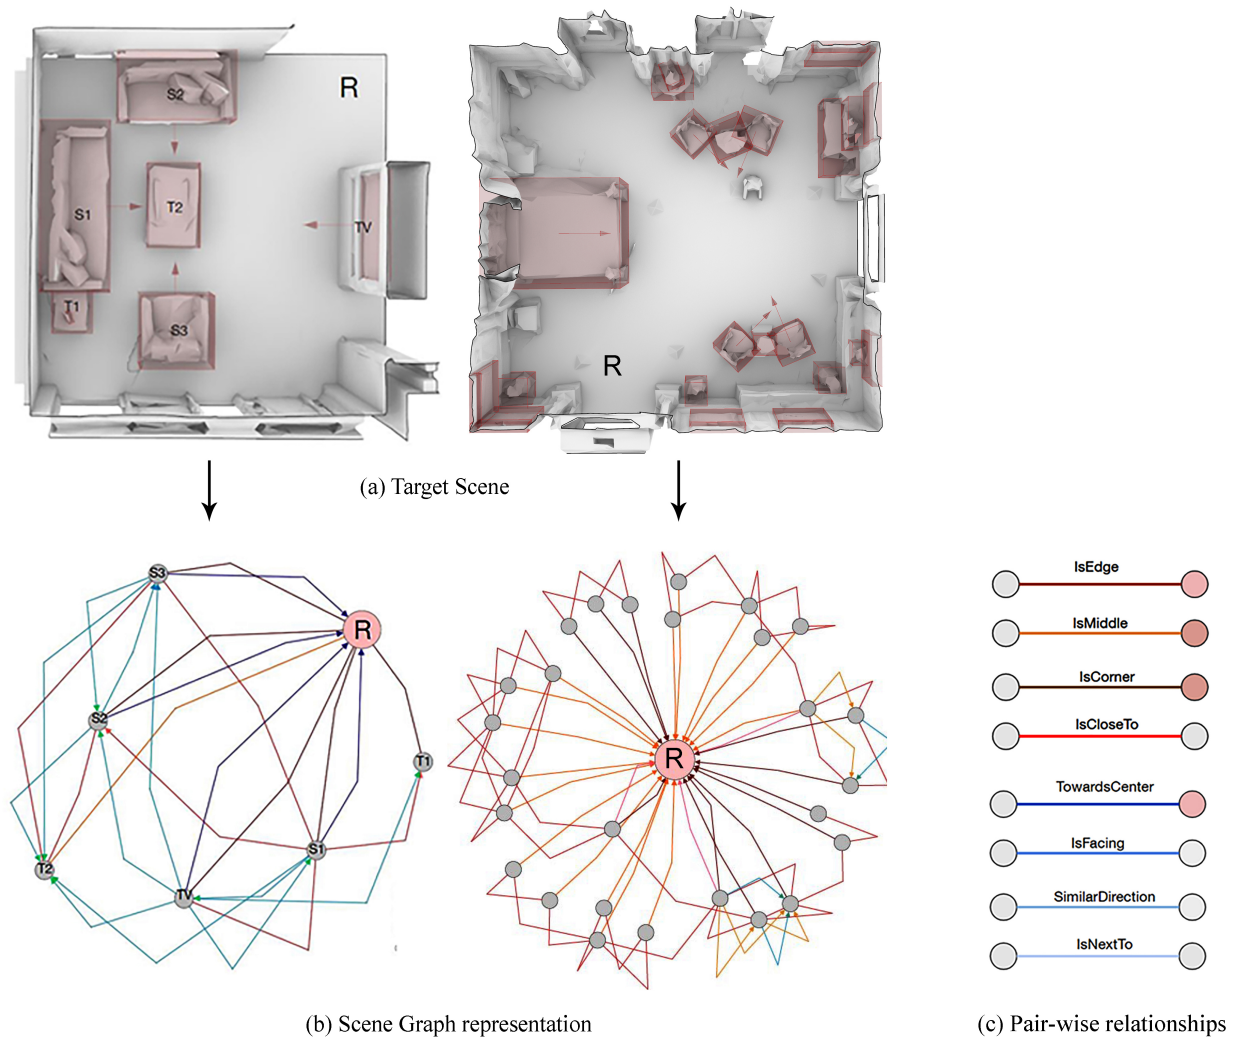 S2
R
S1
T2
TV
T1
S3
R
(a) Target Scene
S3
R
S2
T1
T2
S1
TV
R
IsEdge
IsMiddle
IsCorner
IsCloseTo
TowardsCenter
IsFacing
SimilarDirection
IsNextTo
(b) Scene Graph representation
(c) Pair-wise relationships